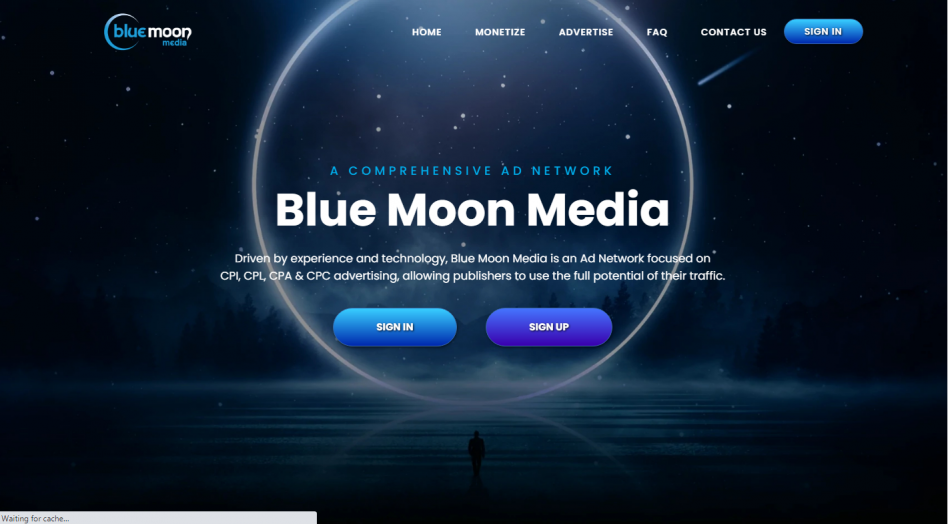 bluemoon
media
HOME
MONETIZE
ADVERTISE
FAQ
CONTACT US
SIGN IN
A COMPREHENSIVE AD NETWORK
Blue Moon Media
Driven by experience and technology, Blue Moon Media is an Ad Network focused on
CPI, CPL, CPA & CPC advertising, allowing publishers to use the full potential of their traffic.
SIGN IN
SIGN UP
Waiting for cache...